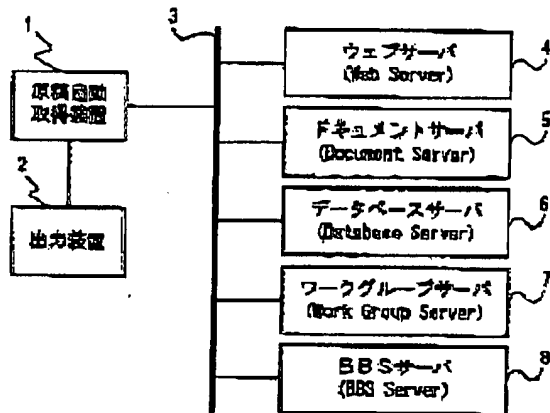 1
原稿自動
取得装置
2
出力装置
3
ウェブサーバ
(Web Server)
4
ドキュメントサーバ
(Document Server)
5
データベースサーバ
(Database Server)
6
ワークグループサーバ
(Work Group Server)
7
BBSサーバ
(BBS Server)
8